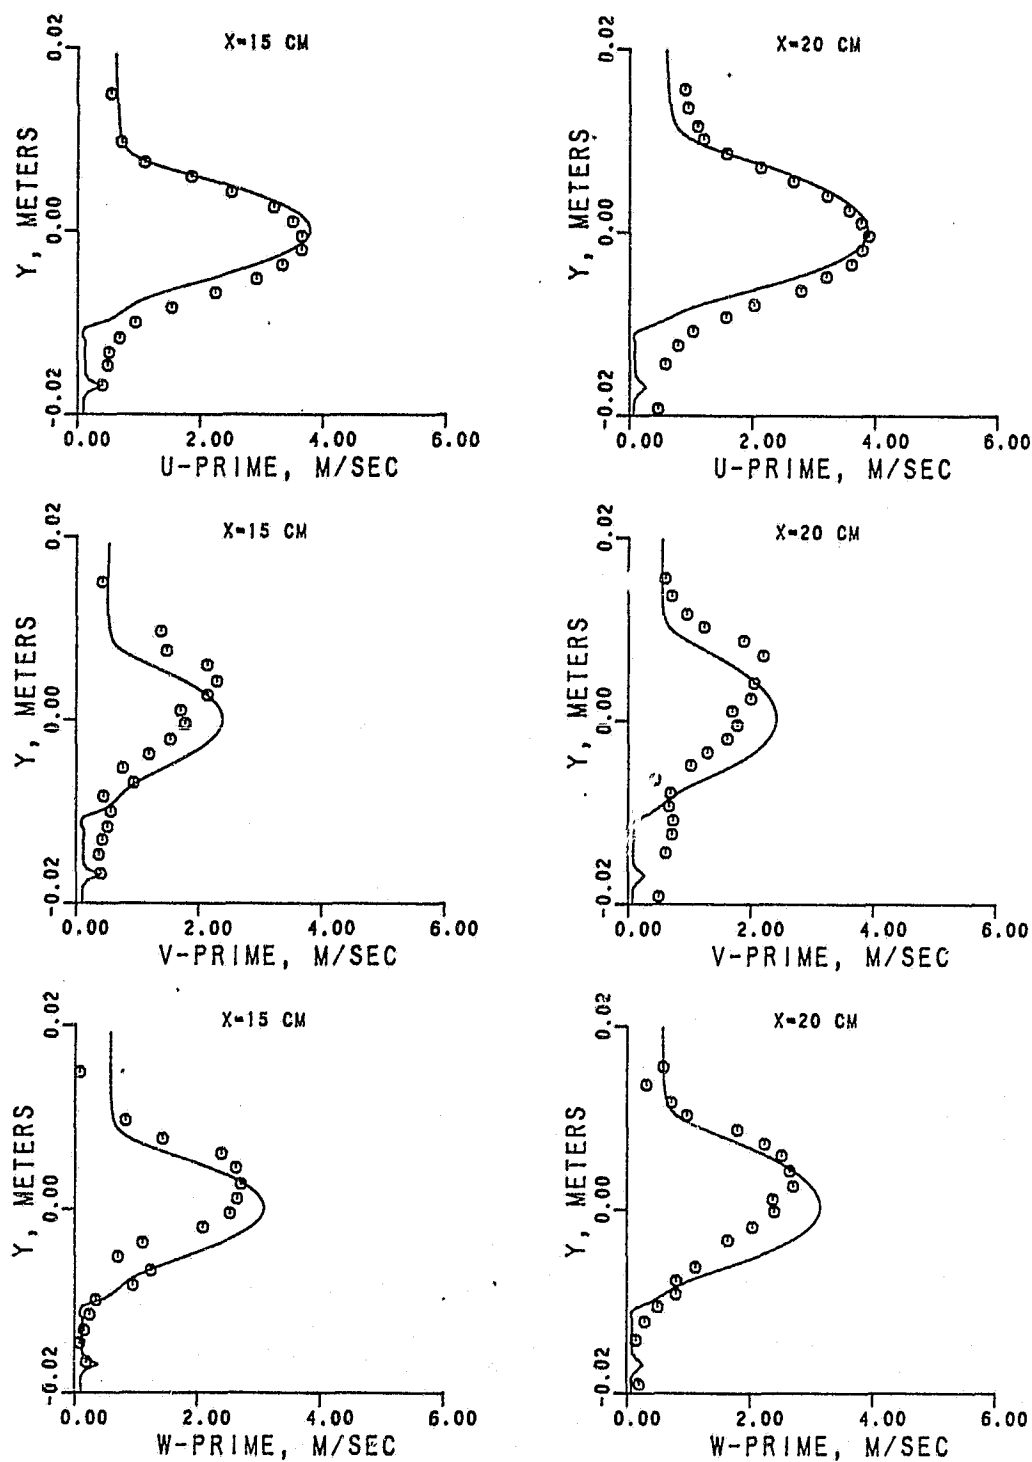 X=15 CM
0.02
0.00
-0.02
Y, METERS
0.00 2.00 4.00 6.00
U-PRIME, M/SEC
X=20 CM
0.02
0.00
-0.02
Y, METERS
0.00 2.00 4.00 6.00
U-PRIME, M/SEC
X=15 CM
0.02
0.00
-0.02
Y, METERS
0.00 2.00 4.00 6.00
V-PRIME, M/SEC
X=20 CM
0.02
0.00
-0.02
Y, METERS
0.00 2.00 4.00 6.00
V-PRIME, M/SEC
X=15 CM
0.02
0.00
-0.02
Y, METERS
0.00 2.00 4.00 6.00
W-PRIME, M/SEC
X=20 CM
0.02
0.00
-0.02
Y, METERS
0.00 2.00 4.00 6.00
W-PRIME, M/SEC